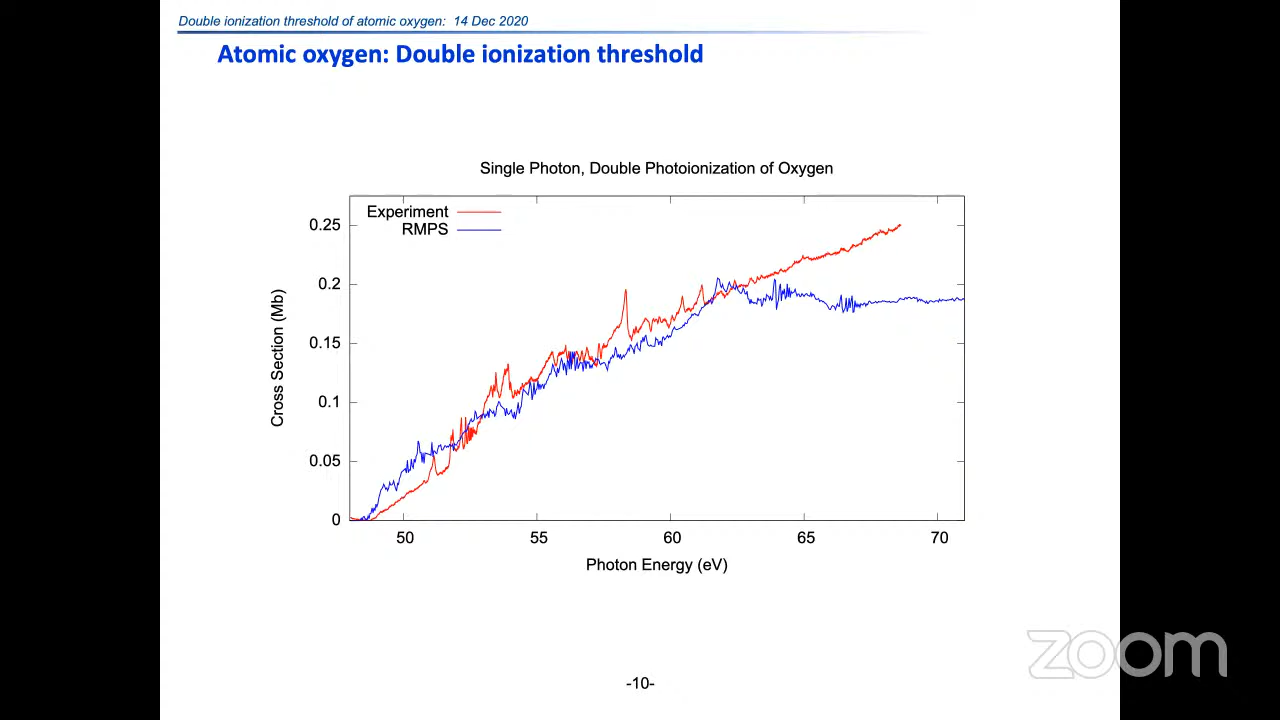 Double ionization threshold of atomic oxygen: 14 Dec 2020
Atomic oxygen: Double ionization threshold
Single Photon, Double Photoionization of Oxygen
Experiment
RMPS
0.25
0.2
0.15
0.1
0.05
0
Cross Section (Mb)
50 55 60 65 70
Photon Energy (eV)
zoom
-10-